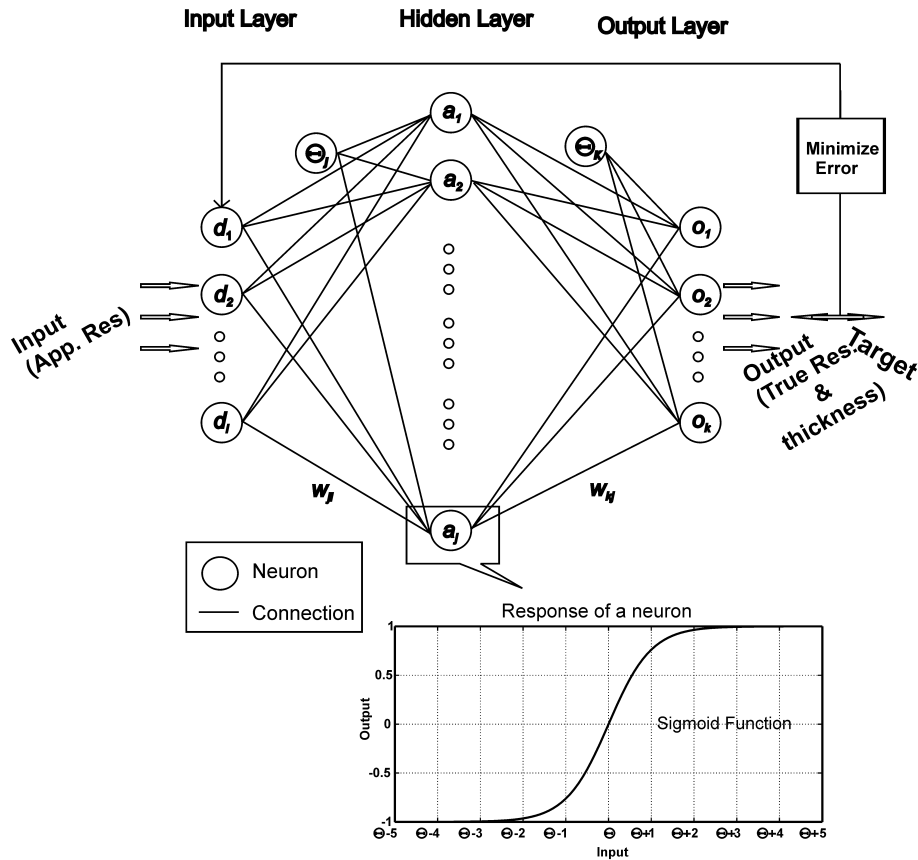 Input Layer
Hidden Layer
Output Layer
a1
Θj
ΘK
Minimize
Error
a2
d1
o1
d2
o2
Input
(App. Res)
Output
(True Res.
&
thickness)
Target
di
ok
wji
wkj
aj
Neuron
Connection
Response of a neuron
1
0.5
0
-0.5
-1
Output
Sigmoid Function
Θ-5 Θ-4 Θ-3 Θ-2 Θ-1 Θ Θ+1 Θ+2 Θ+3 Θ+4 Θ+5
Input